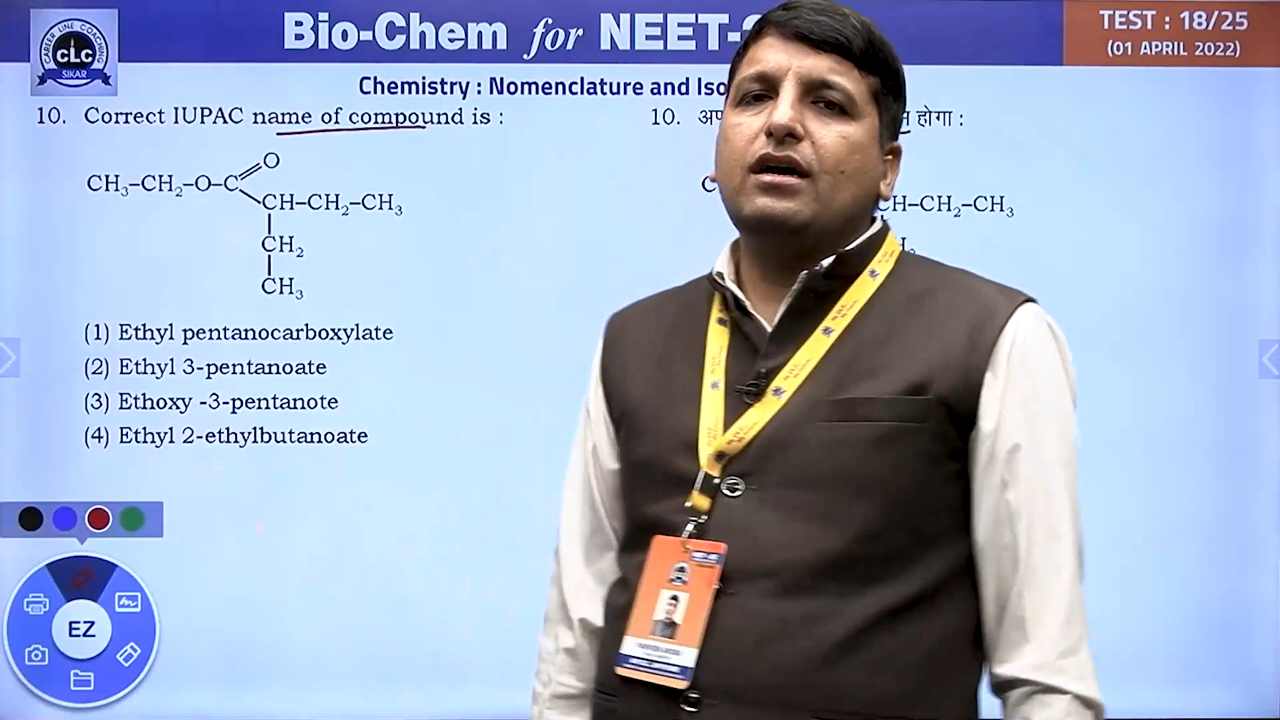 CAREER LINE COACHING
CLC
SIKAR
Bio-Chem for NEET-
TEST : 18/25
(01 APRIL 2022)
Chemistry : Nomenclature and Iso
10. Correct IUPAC name of compound is :
O
CH₃–CH₂–O–C
CH–CH₂–CH₃
CH₂
CH₃
(1) Ethyl pentanocarboxylate
(2) Ethyl 3-pentanoate
(3) Ethoxy -3-pentanote
(4) Ethyl 2-ethylbutanoate
10. होगा :
CH–CH₂–CH₃
EZ